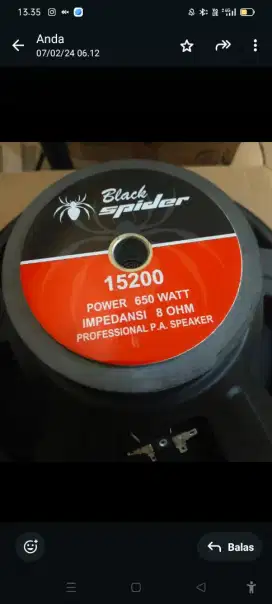 13.35
Anda
07/02/24 06.12
Black
spider
15200
POWER 650 WATT
IMPEDANSI 8 OHM
PROFESSIONAL P.A. SPEAKER
Balas